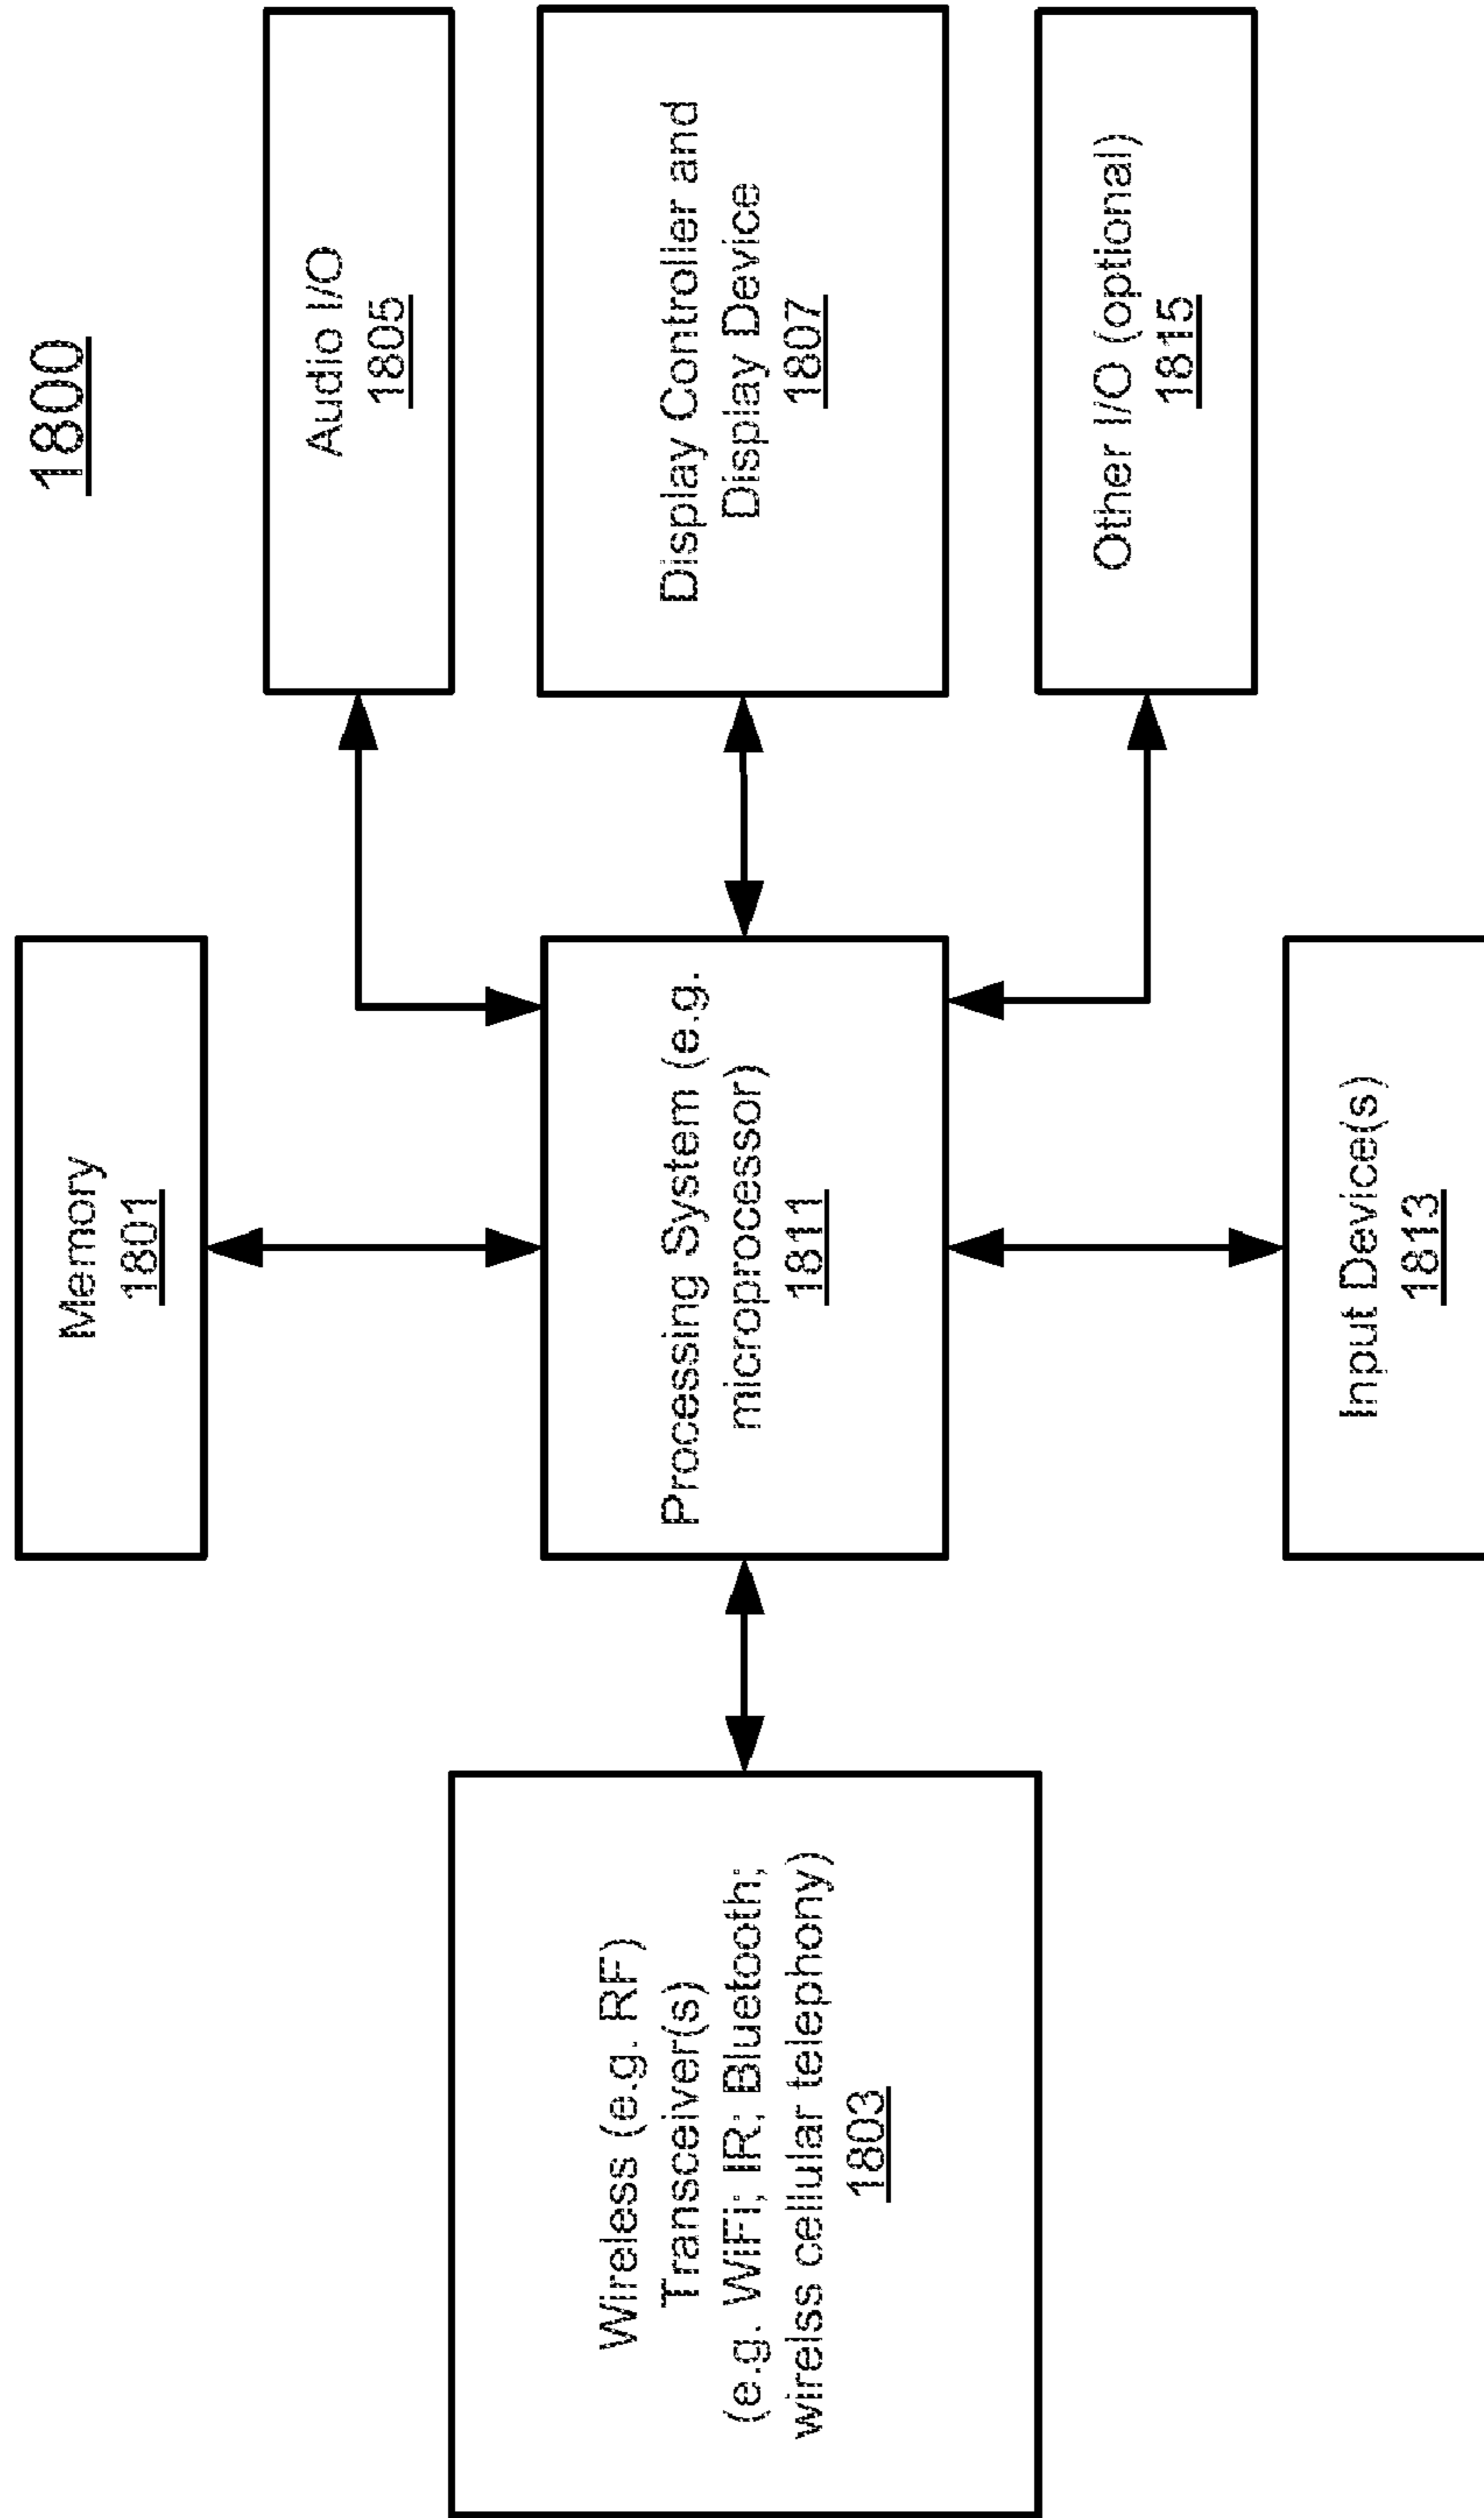 1800
Memory
1801
Audio I/O
1805
Wireless (e.g. RF)
Transceiver(s)
(e.g. WiFi; IR; Bluetooth;
wirelss cellular telephony)
1803
Processing System (e.g.
microprocessor)
1811
Display Controller and
Display Device
1807
Other I/O (optional)
1815
Input Device(s)
1813